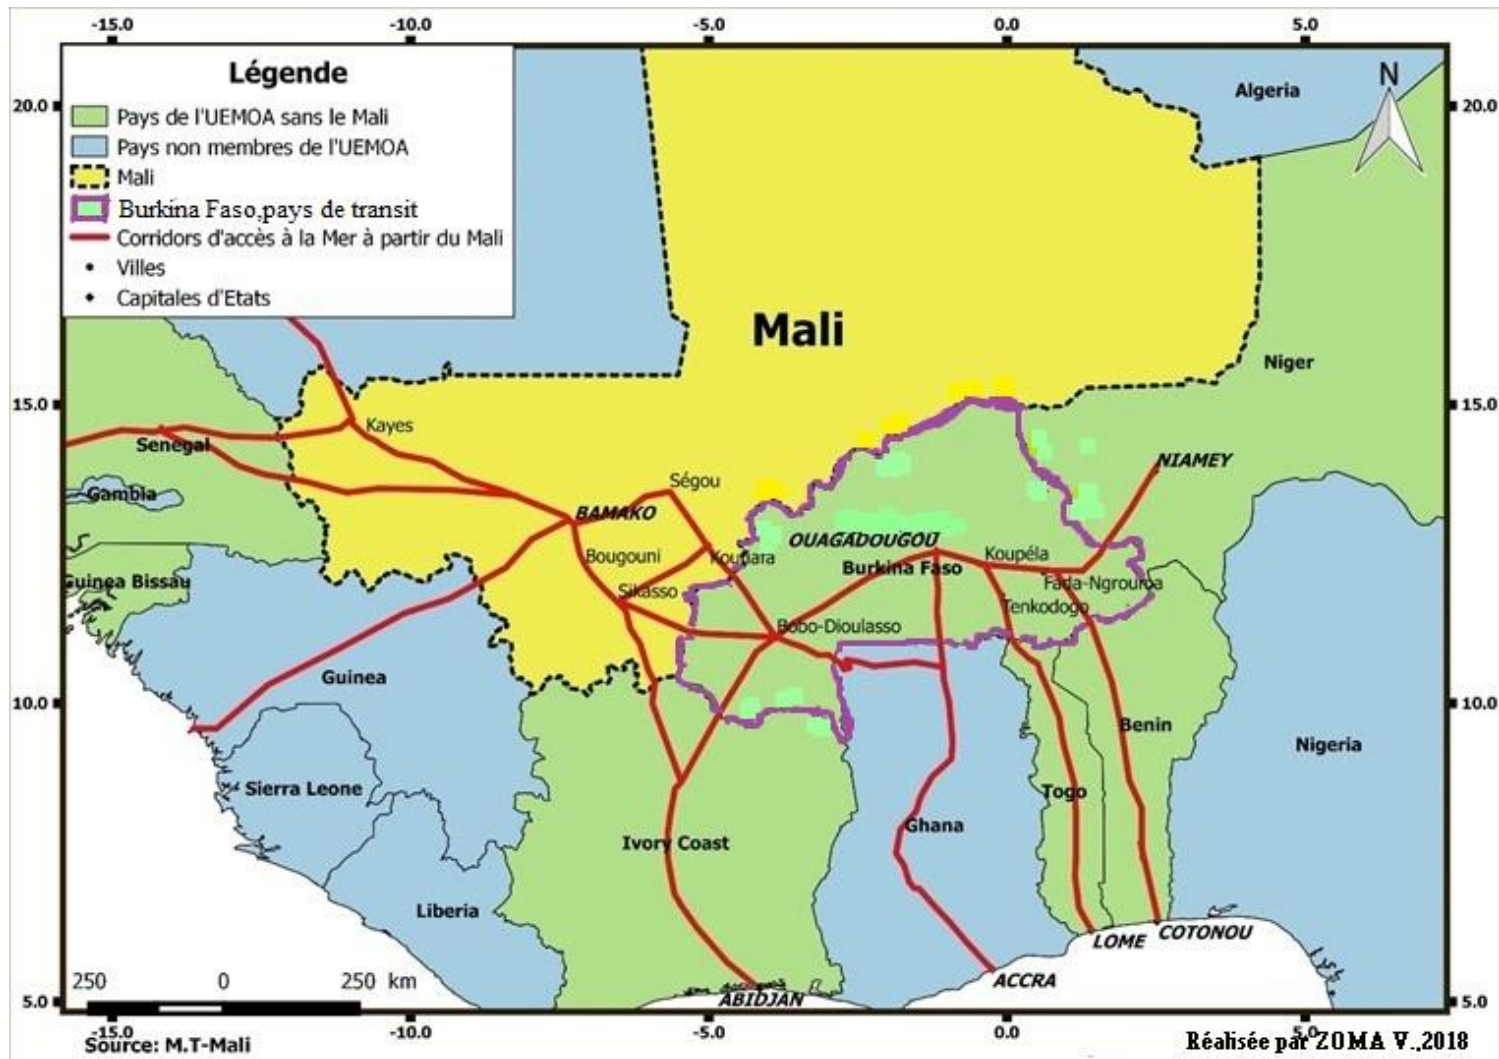 -15.0 -10.0 -5.0 0.0 5.0
Légende
Pays de l'UEMOA sans le Mali
Pays non membres de l'UEMOA
Mali
Burkina Faso,pays de transit
Corridors d'accès à la Mer à partir du Mali
Villes
Capitales d'Etats
N
Algeria
20.0 20.0
Mali
Niger
15.0 15.0
Kayes
Senegal
Gambia
Ségou
NIAMEY
BAMAKO
OUAGADOUGOU
Bougouni
Koutiara
Koupéla
Burkina Faso
Guinea Bissau
Sikasso
Fada-Ngrouroa
Tenkodogo
Bobo-Dioulasso
Guinea
10.0 10.0
Benin
Nigeria
Sierra Leone
Togo
Ghana
Ivory Coast
Liberia
LOME
COTONOU
ACCRA
ABIDJAN
250 0 250 km
5.0 5.0
-15.0 -10.0 -5.0 0.0 5.0
Source: M.T-Mali
Réalisée par ZOMA V.,2018